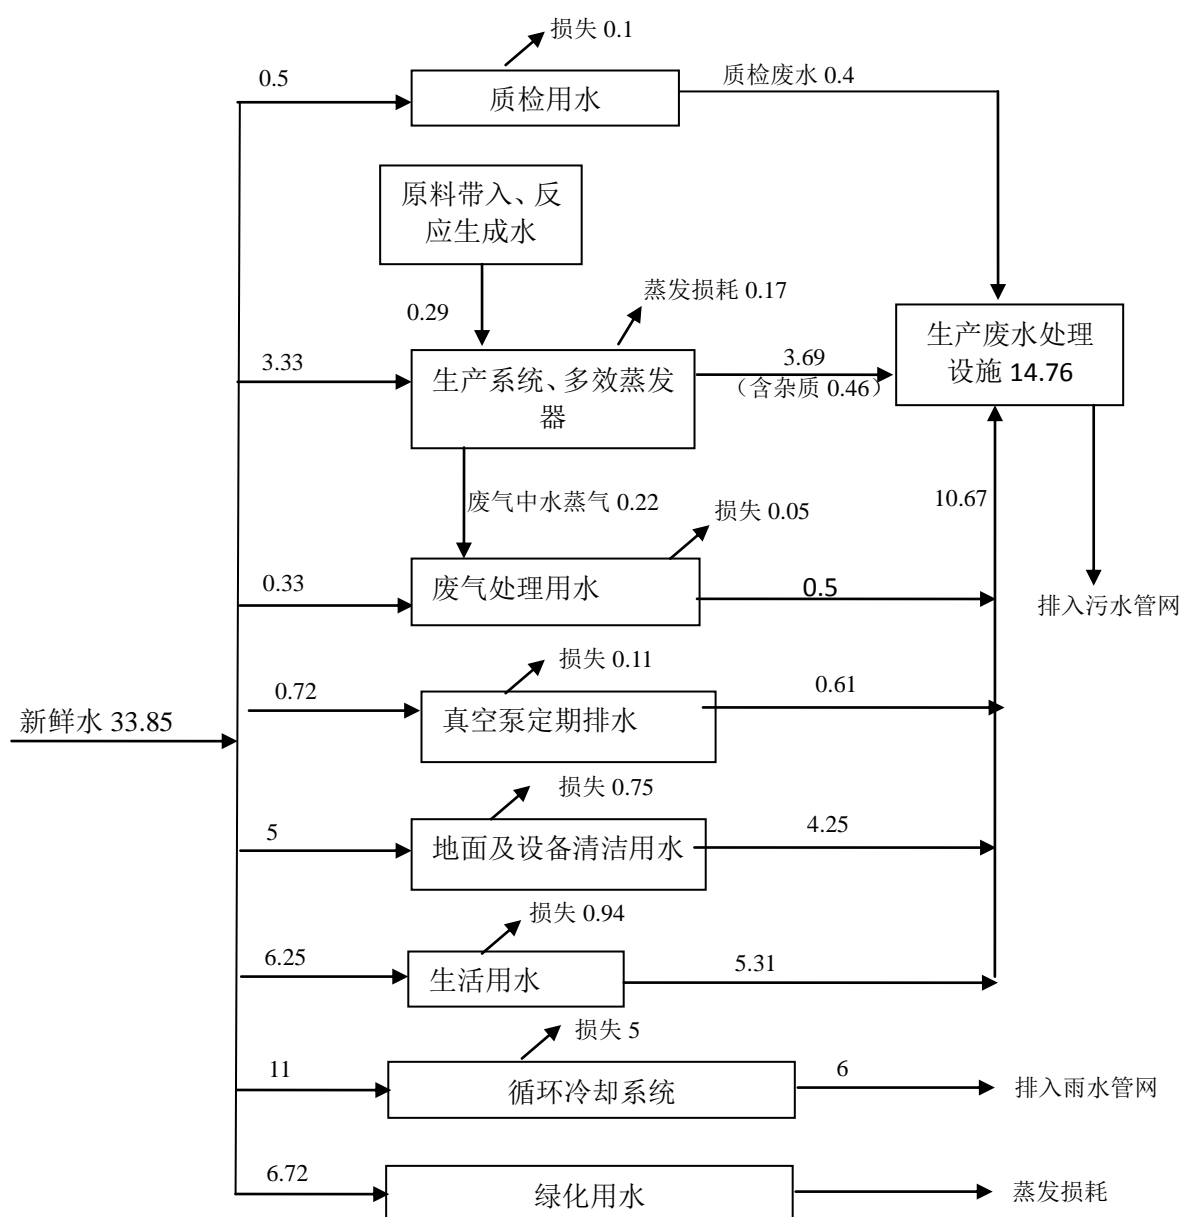 损失 0.1
0.5
质检用水
质检废水 0.4
原料带入、反
应生成水
0.29
蒸发损耗 0.17
3.33
生产系统、多效蒸发
器
3.69
（含杂质 0.46）
生产废水处理
设施 14.76
废气中水蒸气 0.22
10.67
损失 0.05
0.33
废气处理用水
0.5
排入污水管网
损失 0.11
0.72
真空泵定期排水
0.61
新鲜水 33.85
损失 0.75
5
地面及设备清洁用水
4.25
损失 0.94
6.25
生活用水
5.31
损失 5
11
循环冷却系统
6
排入雨水管网
6.72
绿化用水
蒸发损耗